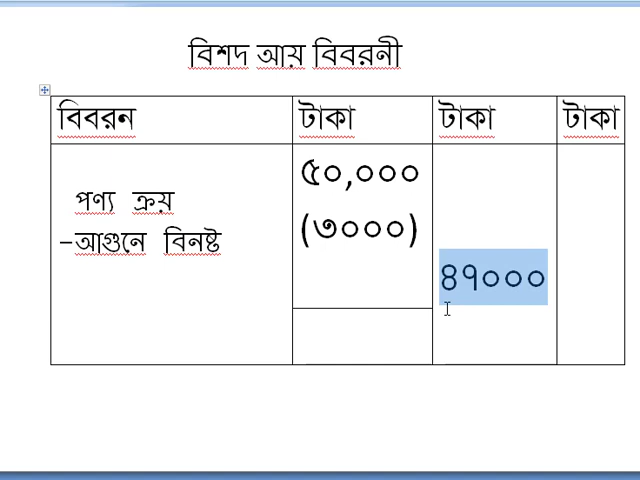 বিশদ আয় বিবরনী
বিবরন টাকা টাকা টাকা
৫০,০০০
পণ্য ক্রয়
(৩০০০)
–আগুনে বিনষ্ট
৪৭০০০